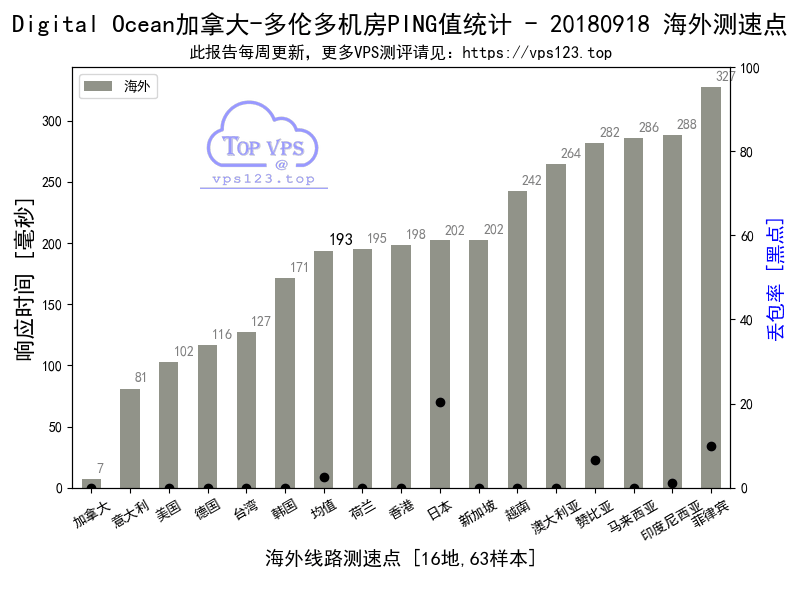 Digital Ocean加拿大-多伦多机房PING值统计 - 20180918 海外测速点
此报告每周更新，更多VPS测评请见：https://vps123.top
海外
TOP VPS
@
vps123.top
响应时间 [毫秒]
300
250
200
150
100
50
0
7
81
102
116
127
171
193
195
198
202
202
242
264
282
286
288
327
100
80
60
40
20
0
丢包率 [黑点]
加拿大
意大利
美国
德国
台湾
韩国
均值
荷兰
香港
日本
新加坡
越南
澳大利亚
赞比亚
马来西亚
印度尼西亚
菲律宾
海外线路测速点 [16地,63样本]